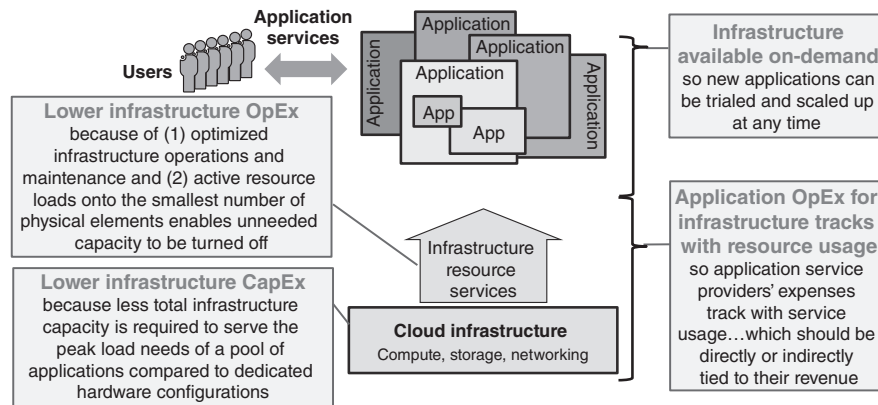 Application
services
Users
Application
Application
Application
Application
Application
App
App
Infrastructure
available on-demand
so new applications can
be trialed and scaled up
at any time
Lower infrastructure OpEx
because of (1) optimized
infrastructure operations and
maintenance and (2) active resource
loads onto the smallest number of
physical elements enables unneeded
capacity to be turned off
Infrastructure
resource
services
Application OpEx for
infrastructure tracks
with resource usage
so application service
providers’ expenses
track with service
usage…which should be
directly or indirectly
tied to their revenue
Lower infrastructure CapEx
because less total infrastructure
capacity is required to serve the
peak load needs of a pool of
applications compared to dedicated
hardware configurations
Cloud infrastructure
Compute, storage, networking